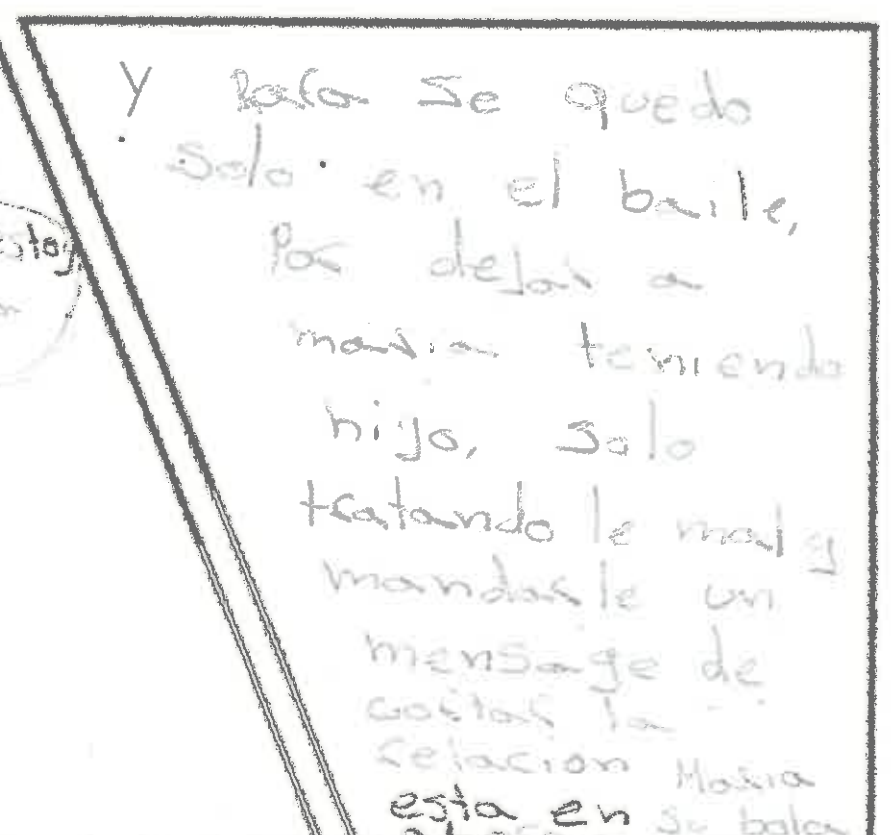 Y Rafa Se quedo
Solo en el baile,
Por dejar a
maria teniendo
hijo, Solo
tratando le mal y
mandarle un
mensage de
cortar la
relacion Maria
esta en su
estoy